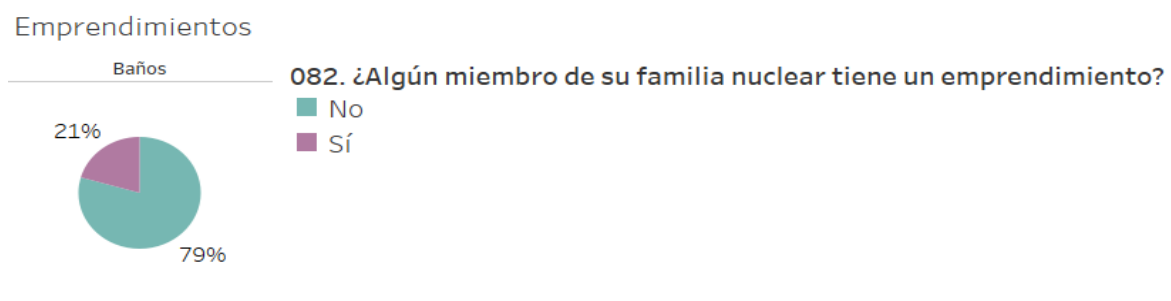 Emprendimientos
Baños
082. ¿Algún miembro de su familia nuclear tiene un emprendimiento?
No
Sí
21%
79%